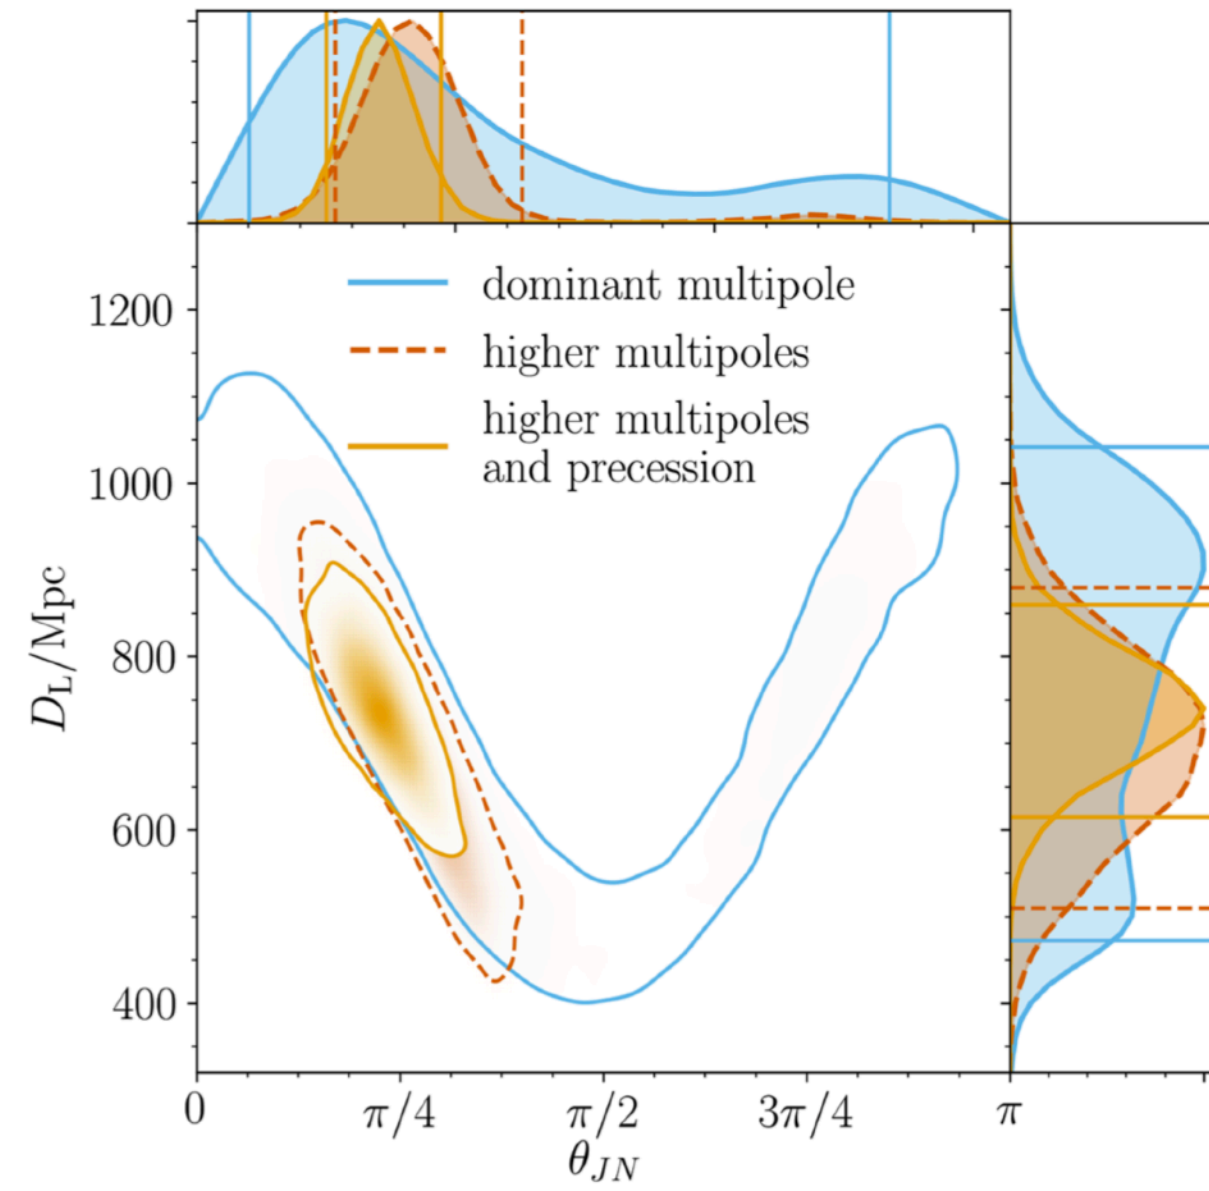 dominant multipole
higher multipoles
higher multipoles
and precession
1200
1000
800
600
400
D_L/Mpc
0 π/4 π/2 3π/4 π
θ_JN